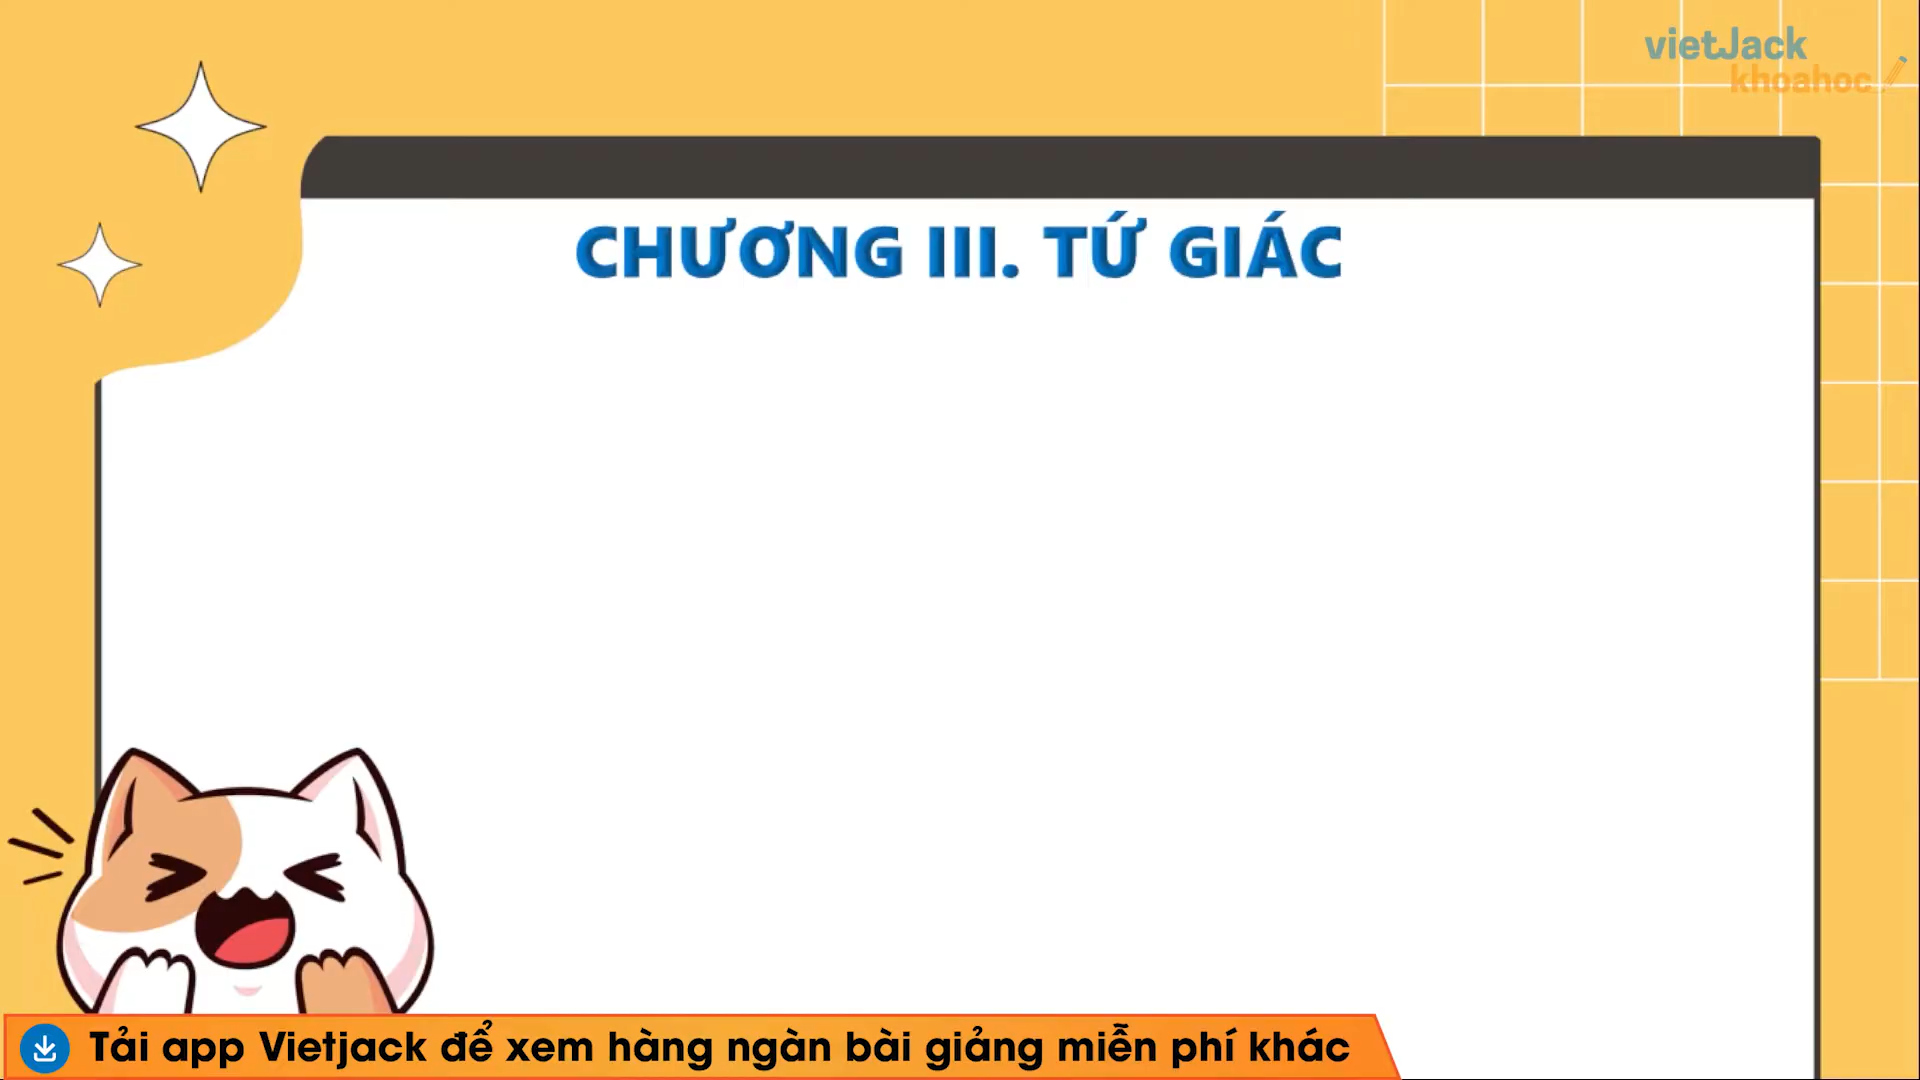 vietJack
khoahoc
CHƯƠNG III. TỨ GIÁC
Tải app Vietjack để xem hàng ngàn bài giảng miễn phí khác